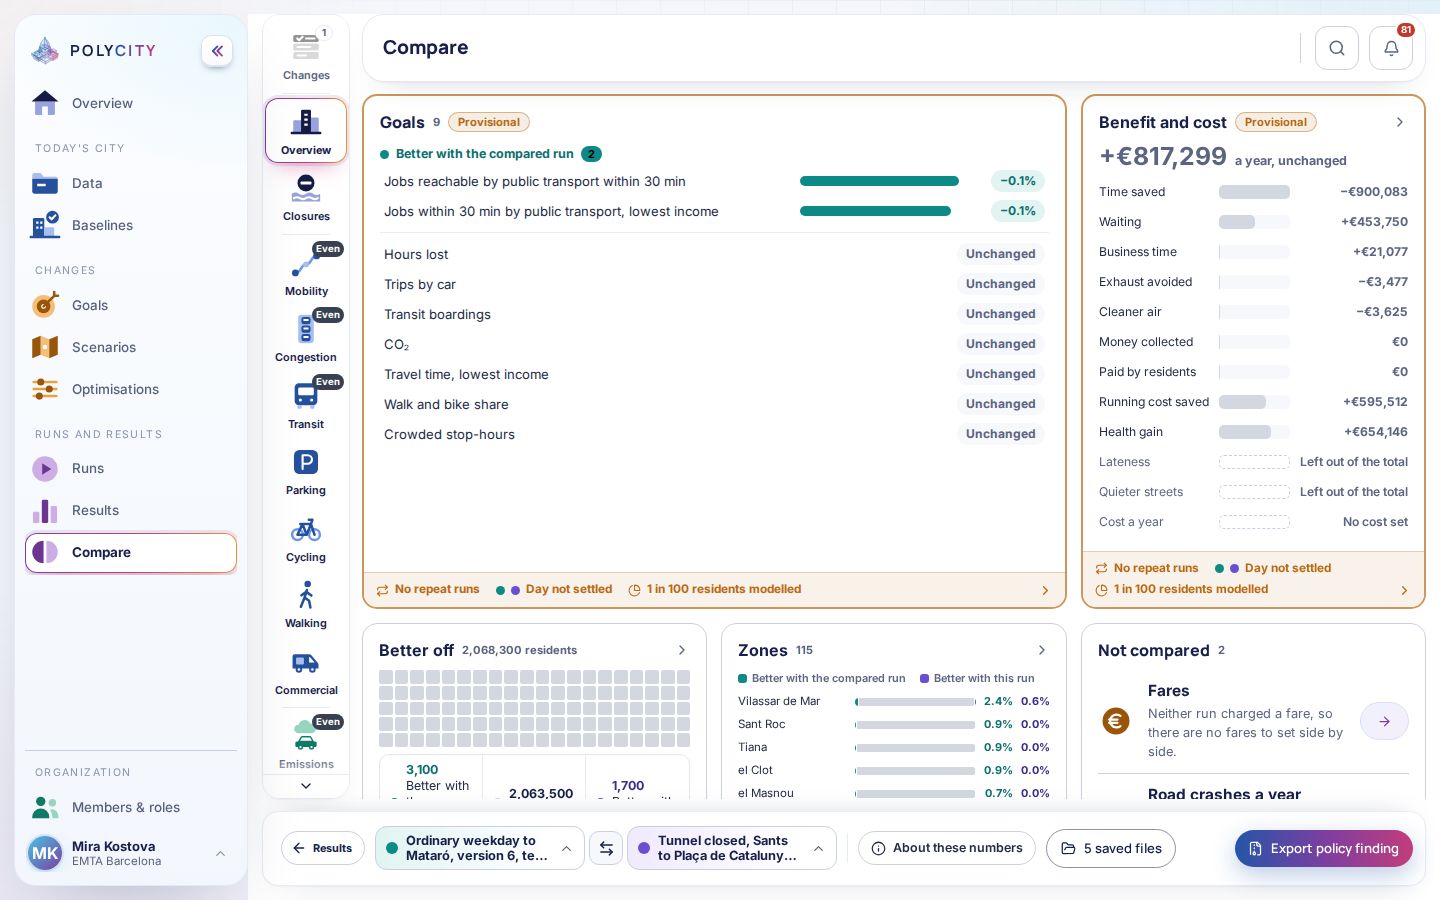 POLYCITY
Overview
TODAY'S CITY
Data
Baselines
CHANGES
Goals
Scenarios
Optimisations
RUNS AND RESULTS
Runs
Results
Compare
ORGANIZATION
Members & roles
MK
Mira Kostova
EMTA Barcelona
1
Changes
Overview
Closures
Even
Mobility
Even
Congestion
Even
Transit
Parking
Cycling
Walking
Commercial
Even
Emissions
Compare
81
Goals 9 Provisional
Better with the compared run 2
Jobs reachable by public transport within 30 min −0.1%
Jobs within 30 min by public transport, lowest income −0.1%
Hours lost Unchanged
Trips by car Unchanged
Transit boardings Unchanged
CO₂ Unchanged
Travel time, lowest income Unchanged
Walk and bike share Unchanged
Crowded stop-hours Unchanged
No repeat runs Day not settled 1 in 100 residents modelled
Benefit and cost Provisional
+€817,299 a year, unchanged
Time saved −€900,083
Waiting +€453,750
Business time +€21,077
Exhaust avoided −€3,477
Cleaner air −€3,625
Money collected €0
Paid by residents €0
Running cost saved +€595,512
Health gain +€654,146
Lateness Left out of the total
Quieter streets Left out of the total
Cost a year No cost set
No repeat runs Day not settled
1 in 100 residents modelled
Better off 2,068,300 residents
3,100
Better with
2,063,500
1,700
Zones 115
Better with the compared run Better with this run
Vilassar de Mar 2.4% 0.6%
Sant Roc 0.9% 0.0%
Tiana 0.9% 0.0%
el Clot 0.9% 0.0%
el Masnou 0.7% 0.0%
Not compared 2
Fares
Neither run charged a fare, so
there are no fares to set side by
side.
Road crashes a year
Results
Ordinary weekday to
Mataró, version 6, te...
Tunnel closed, Sants
to Plaça de Cataluny...
About these numbers
5 saved files
Export policy finding